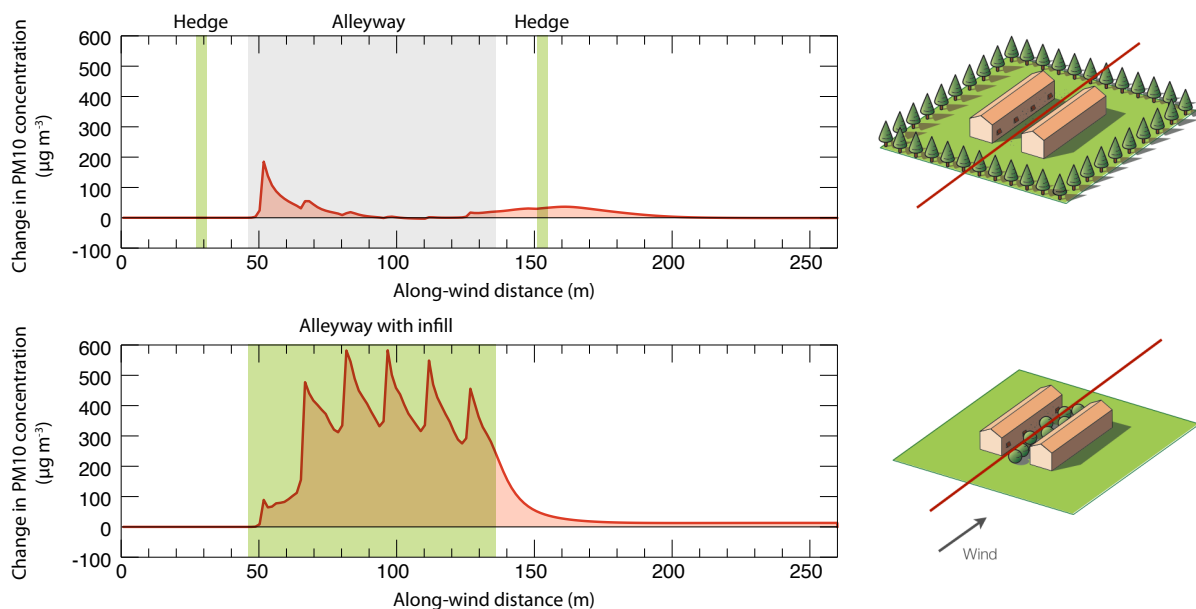 Hedge Alleyway Hedge
Change in PM10 concentration
(µg m⁻³)
600
500
400
300
200
100
0
-100
0 50 100 150 200 250
Along-wind distance (m)
Alleyway with infill
Change in PM10 concentration
(µg m⁻³)
600
500
400
300
200
100
0
-100
0 50 100 150 200 250
Along-wind distance (m)
Wind